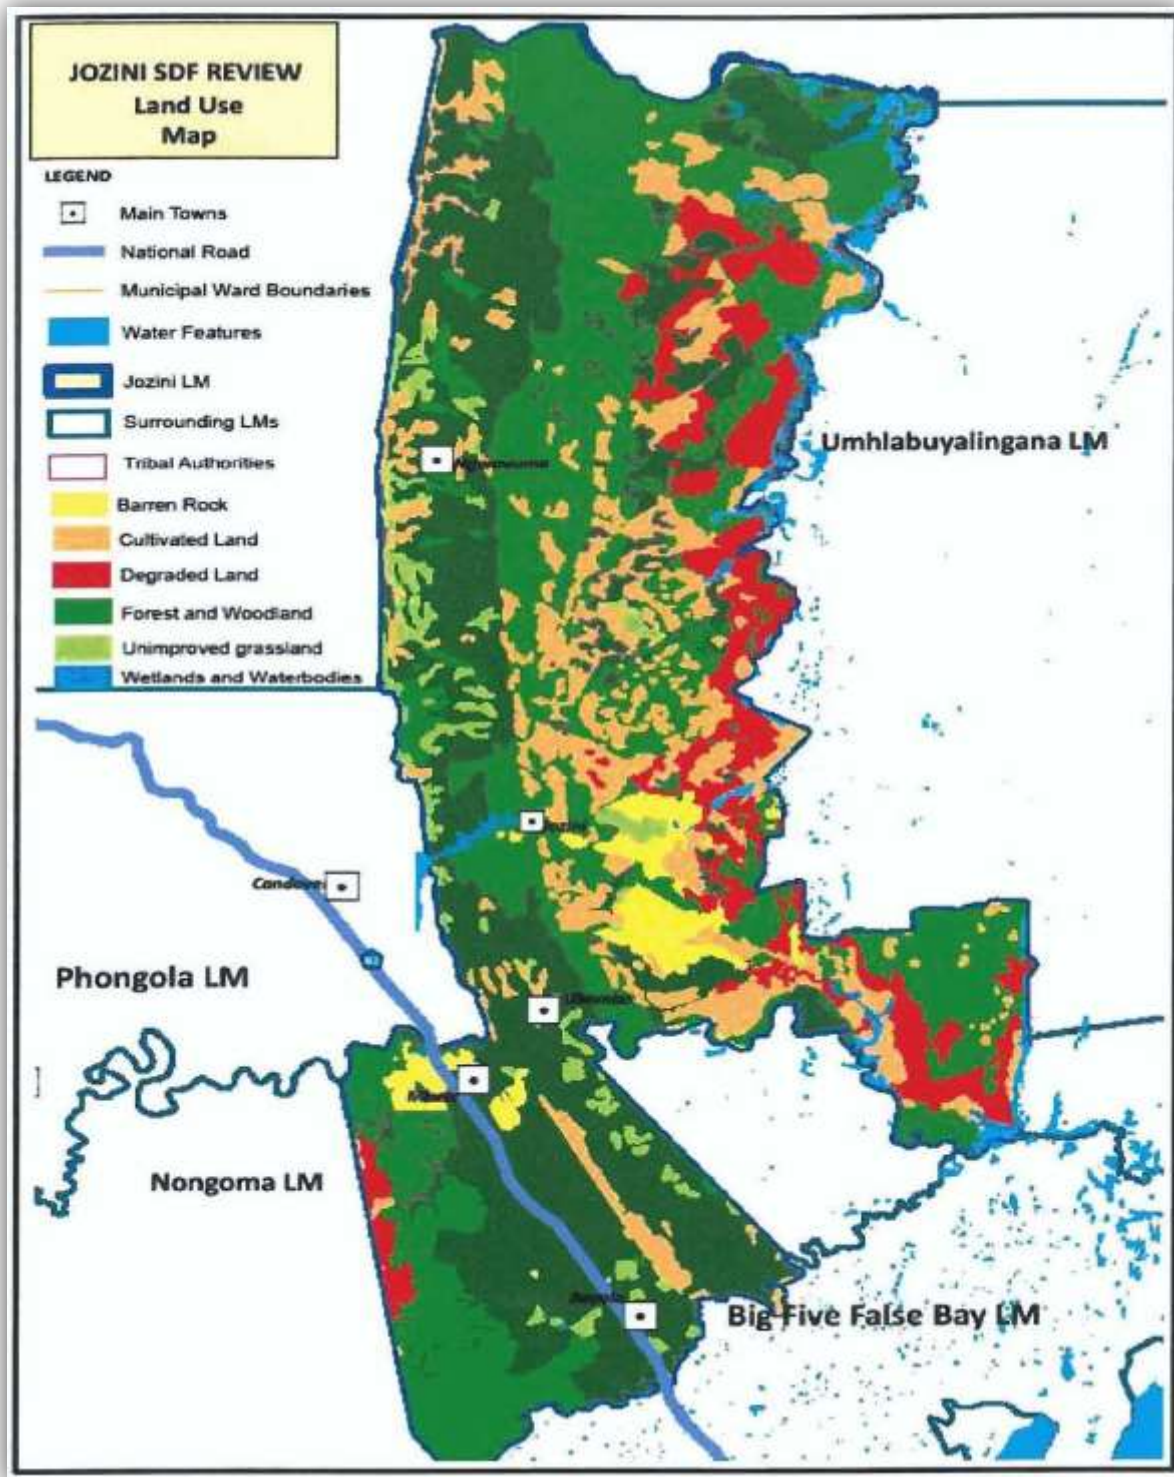 JOZINI SDF REVIEW
Land Use
Map
LEGEND
Main Towns
National Road
Municipal Ward Boundaries
Water Features
Jozini LM
Surrounding LMs
Tribal Authorities
Barren Rock
Cultivated Land
Degraded Land
Forest and Woodland
Unimproved grassland
Wetlands and Waterbodies
Umhlabuyalingana LM
Phongola LM
Nongoma LM
Big Five False Bay LM